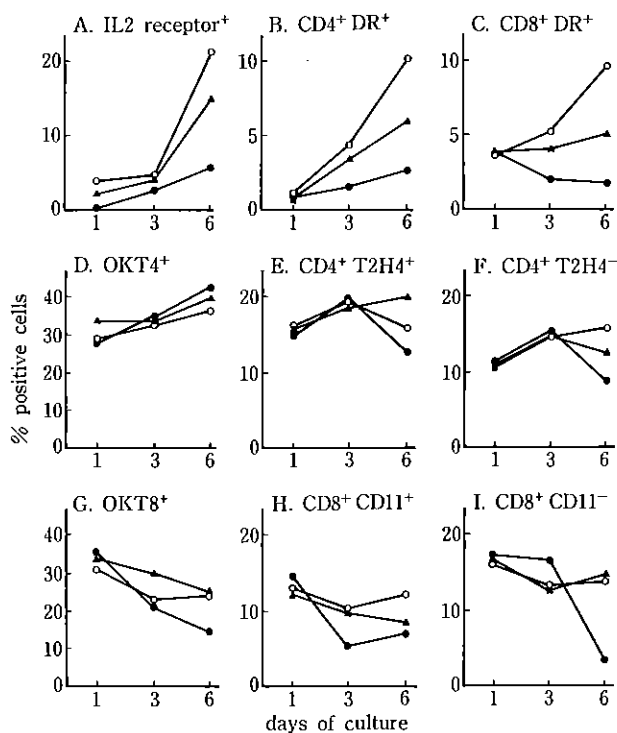 A. IL2 receptor⁺
B. CD4⁺ DR⁺
C. CD8⁺ DR⁺
20
10
0
1 3 6
10
5
0
1 3 6
10
5
0
1 3 6
D. OKT4⁺
E. CD4⁺ T2H4⁺
F. CD4⁺ T2H4⁻
% positive cells
40
30
20
10
0
1 3 6
20
10
0
1 3 6
20
10
0
1 3 6
G. OKT8⁺
H. CD8⁺ CD11⁺
I. CD8⁺ CD11⁻
40
30
20
10
0
1 3 6
20
10
0
1 3 6
20
10
0
1 3 6
days of culture